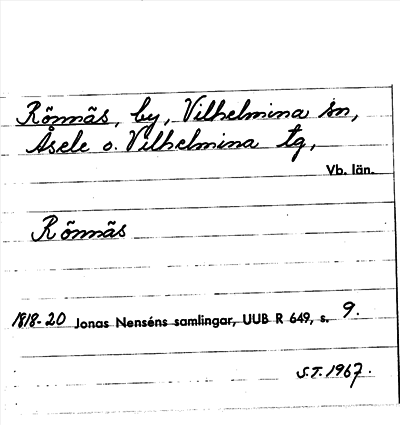 Rönnäs, by, Vilhelmina sn,
Åsele o. Vilhelmina tg,
Vb. län.
Rönnäs
1818-20 Jonas Nenséns samlingar, UUB R 649, s. 9.
S.T. 1967.